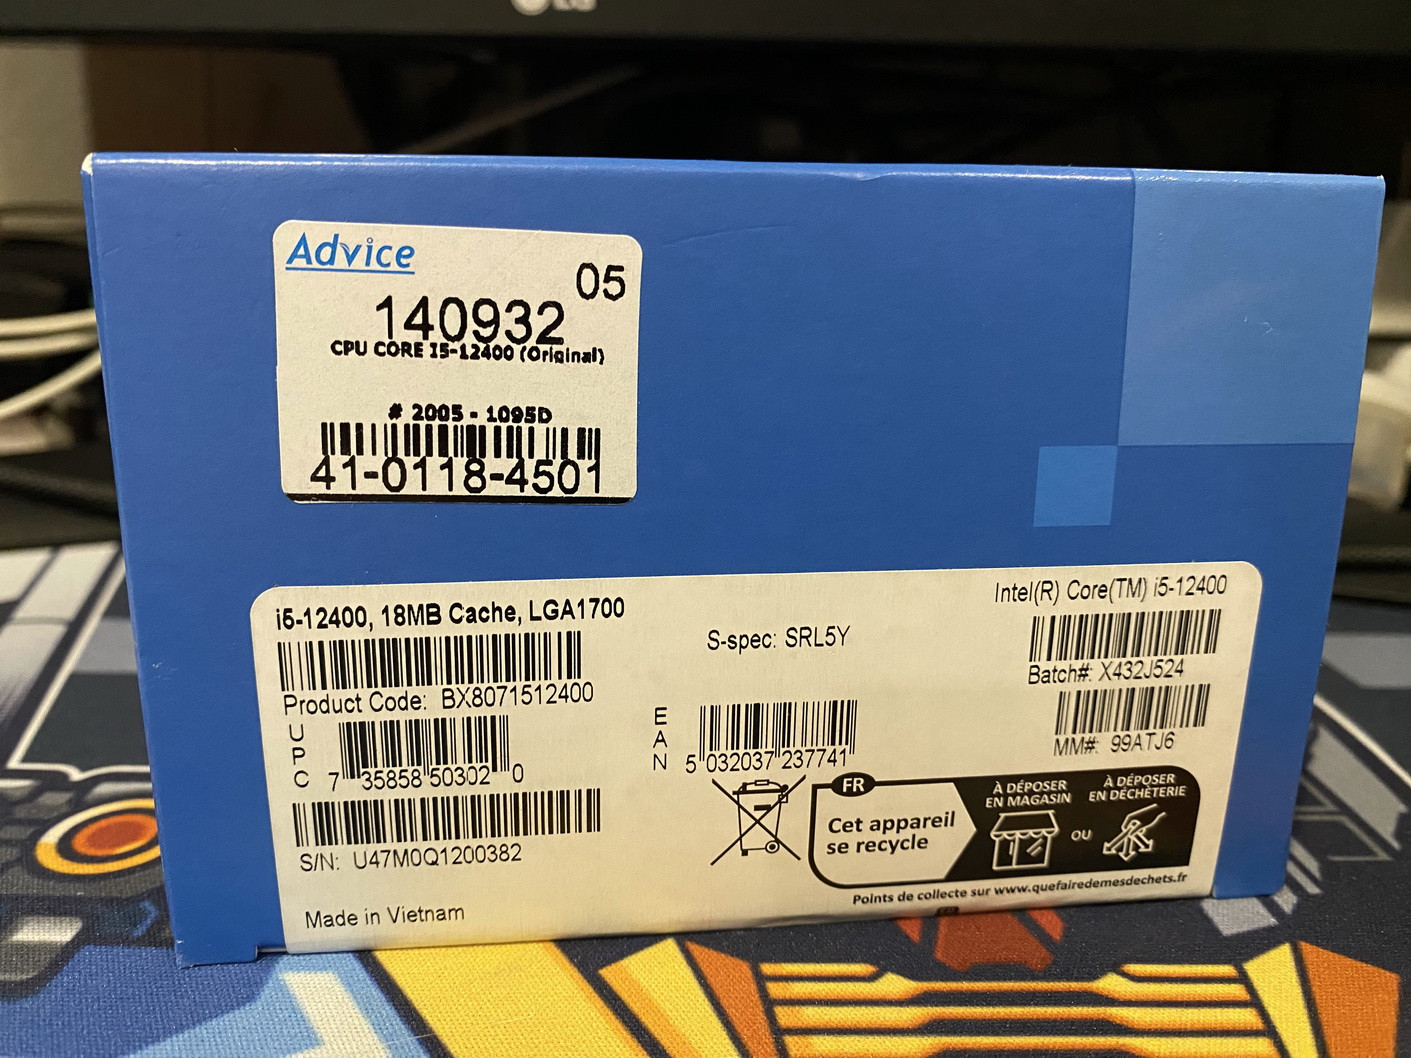 LG
Advice
05
140932
CPU CORE I5-12400 (Original)
# 2005 - 1095D
41-0118-4501
i5-12400, 18MB Cache, LGA1700
Product Code: BX8071512400
UPC
7 35858 50302 0
S/N: U47M0Q1200382
Made in Vietnam
S-spec: SRL5Y
EAN
5 032037 237741
Intel(R) Core(TM) i5-12400
Batch#: X432J524
MM#: 99ATJ6
FR
Cet appareil
se recycle
À DÉPOSER
EN MAGASIN
OU
À DÉPOSER
EN DÉCHÈTERIE
Points de collecte sur www.quefairedemesdechets.fr